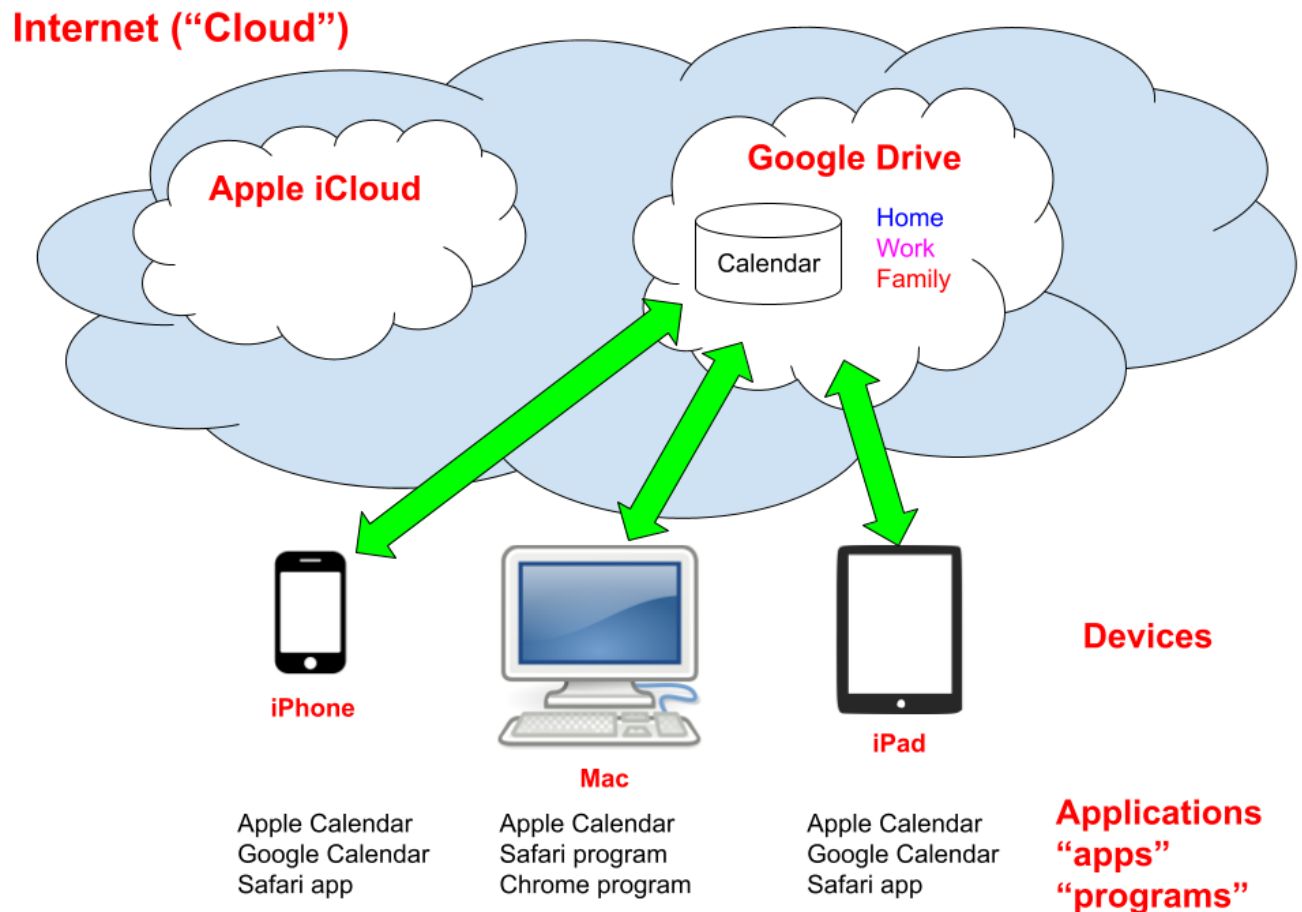 Internet (“Cloud”)
Apple iCloud
Google Drive
Calendar
Home
Work
Family
Devices
iPhone
Mac
iPad
Apple Calendar
Google Calendar
Safari app
Apple Calendar
Safari program
Chrome program
Apple Calendar
Google Calendar
Safari app
Applications
“apps”
“programs”